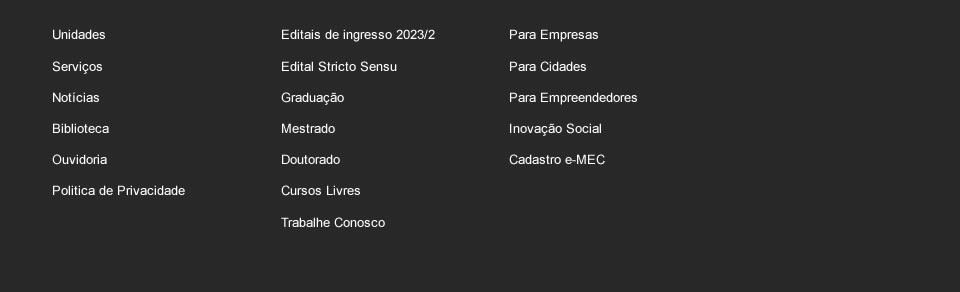 Unidades
Serviços
Notícias
Biblioteca
Ouvidoria
Politica de Privacidade
Editais de ingresso 2023/2
Edital Stricto Sensu
Graduação
Mestrado
Doutorado
Cursos Livres
Trabalhe Conosco
Para Empresas
Para Cidades
Para Empreendedores
Inovação Social
Cadastro e-MEC